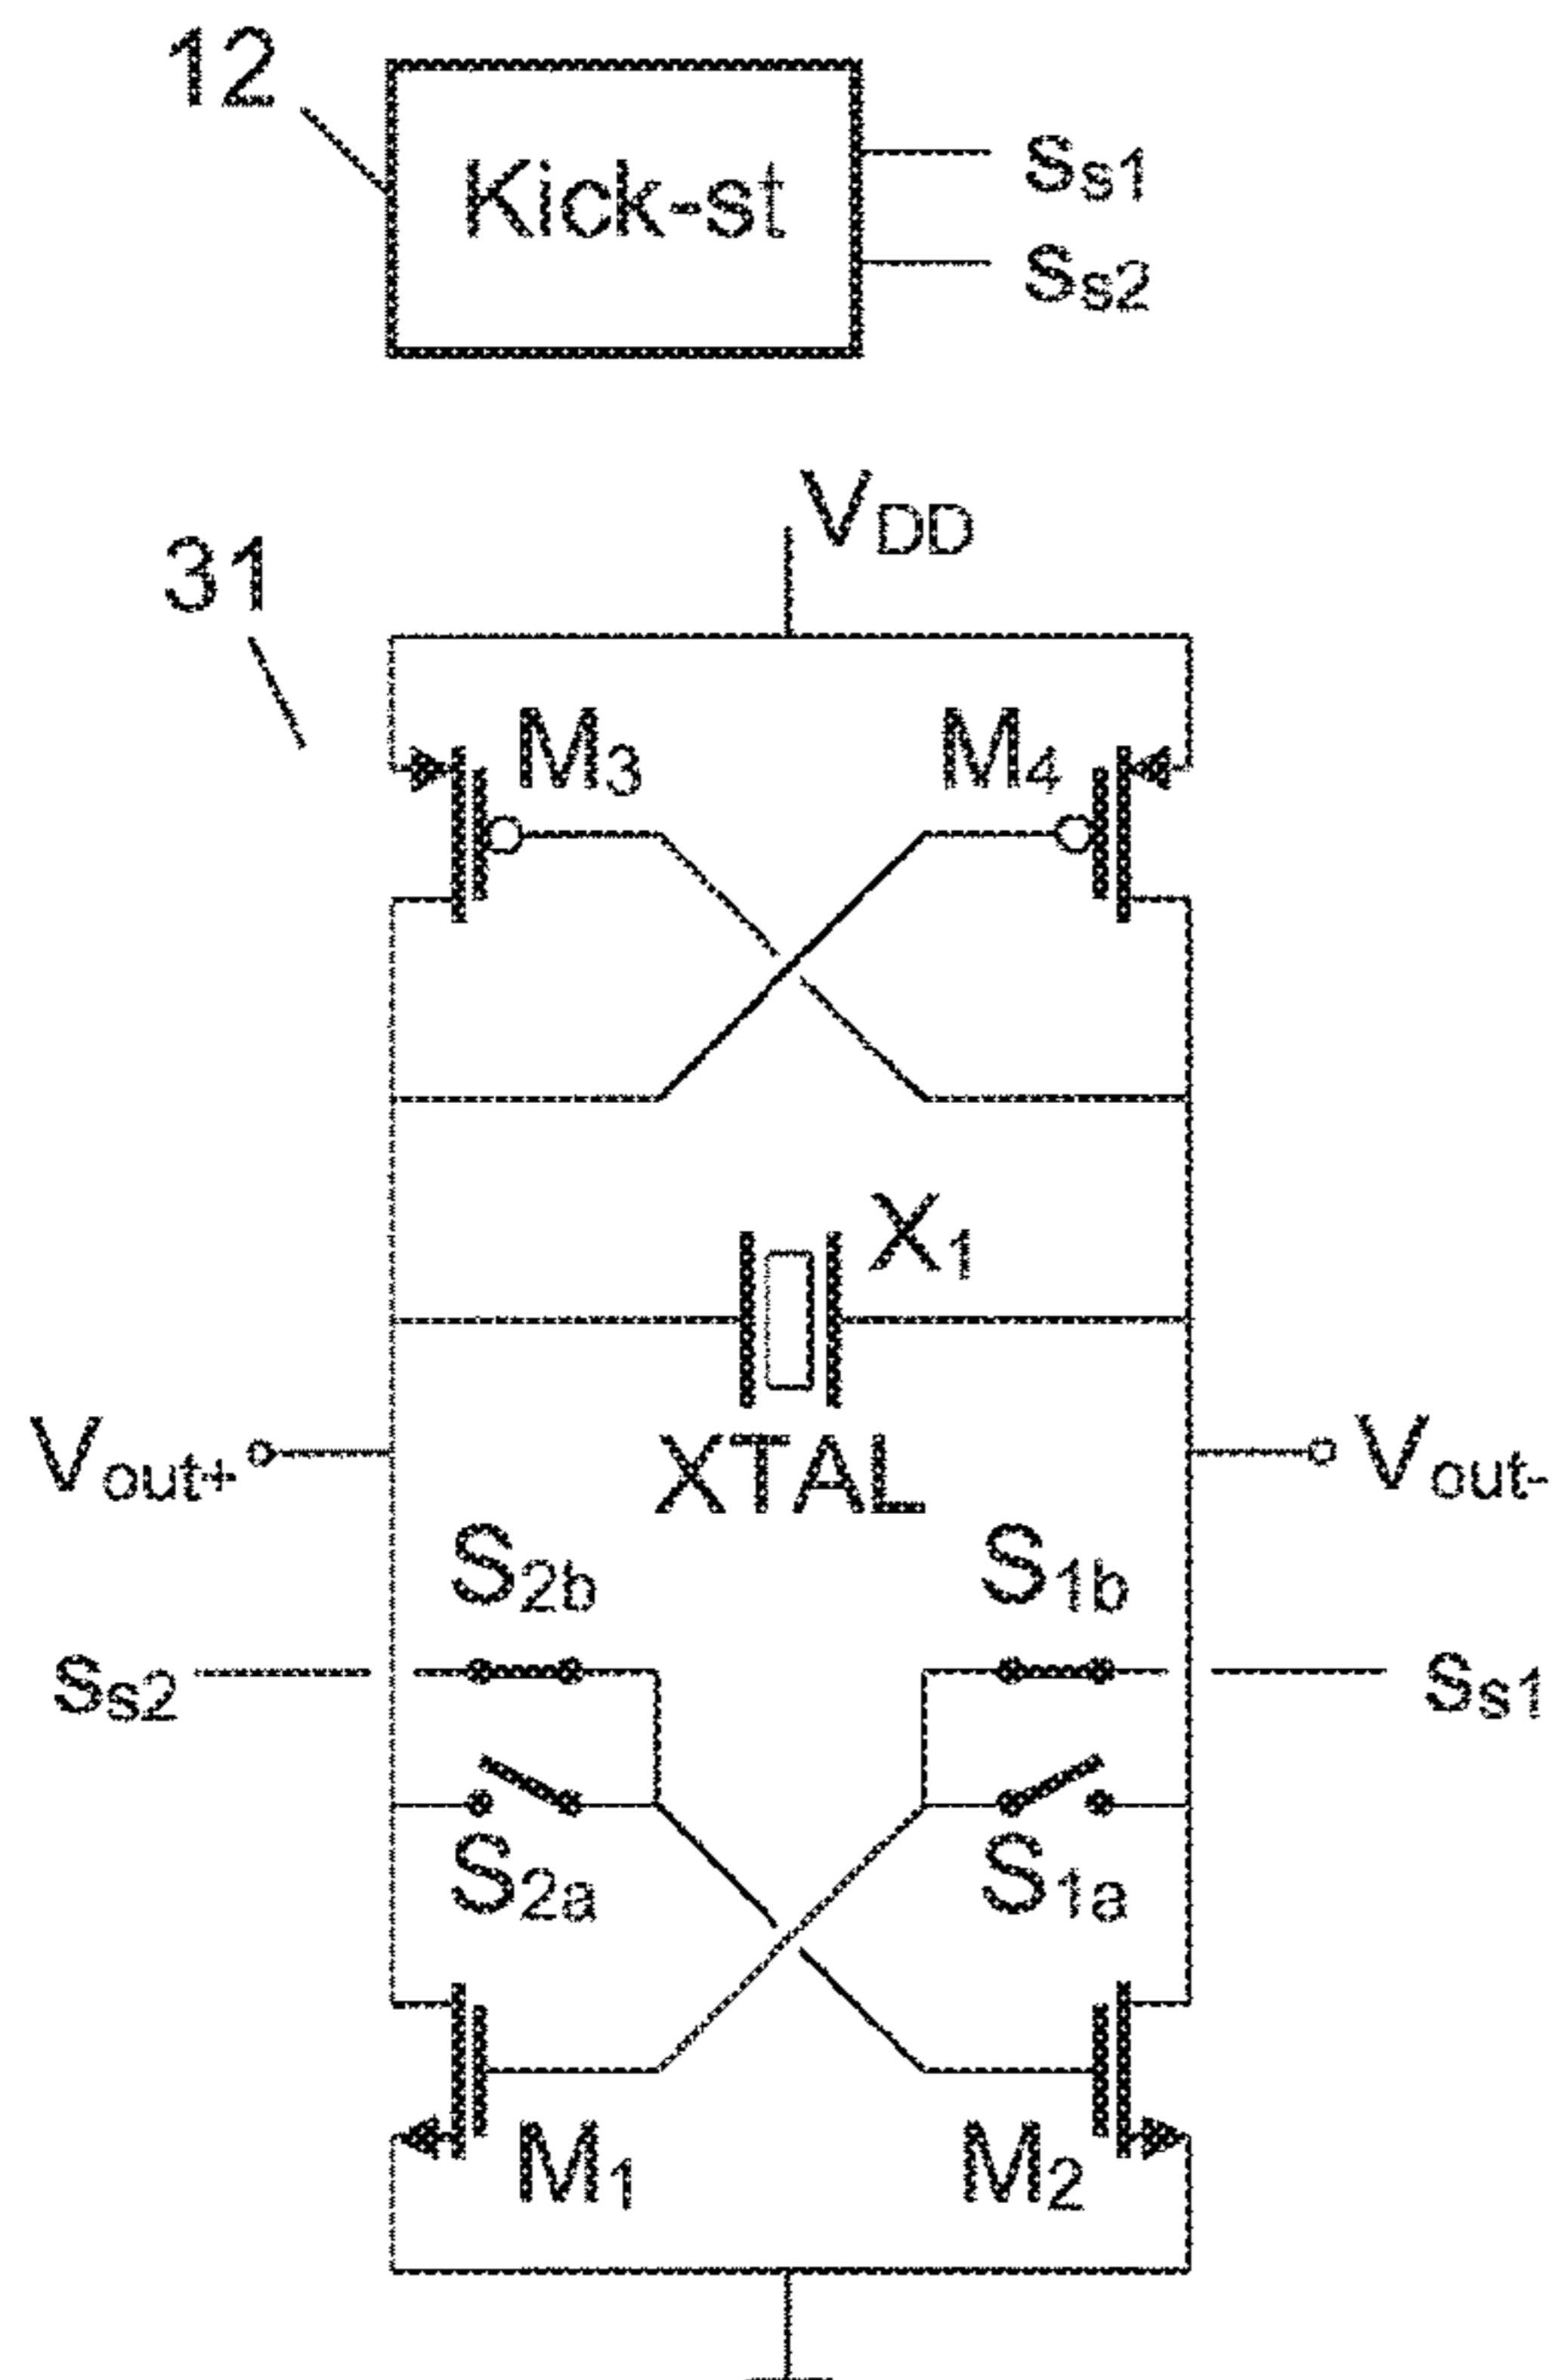 12
Kick-st
Ss1
Ss2
VDD
31
M3
M4
X1
Vout+
XTAL
Vout-
S2b
S1b
Ss2
Ss1
S2a
S1a
M1
M2